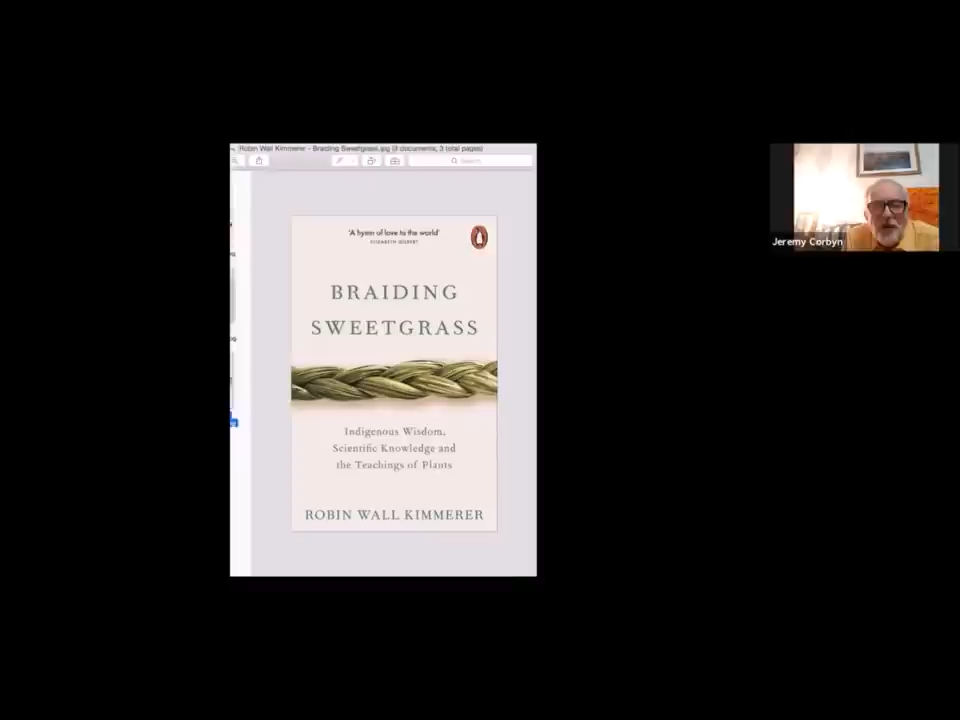 Robin Wall Kimmerer - Braiding Sweetgrass.jpg (3 documents, 3 total pages)
Search
'A hymn of love to the world'
ELIZABETH GILBERT
BRAIDING
SWEETGRASS
Indigenous Wisdom,
Scientific Knowledge and
the Teachings of Plants
ROBIN WALL KIMMERER
Jeremy Corbyn